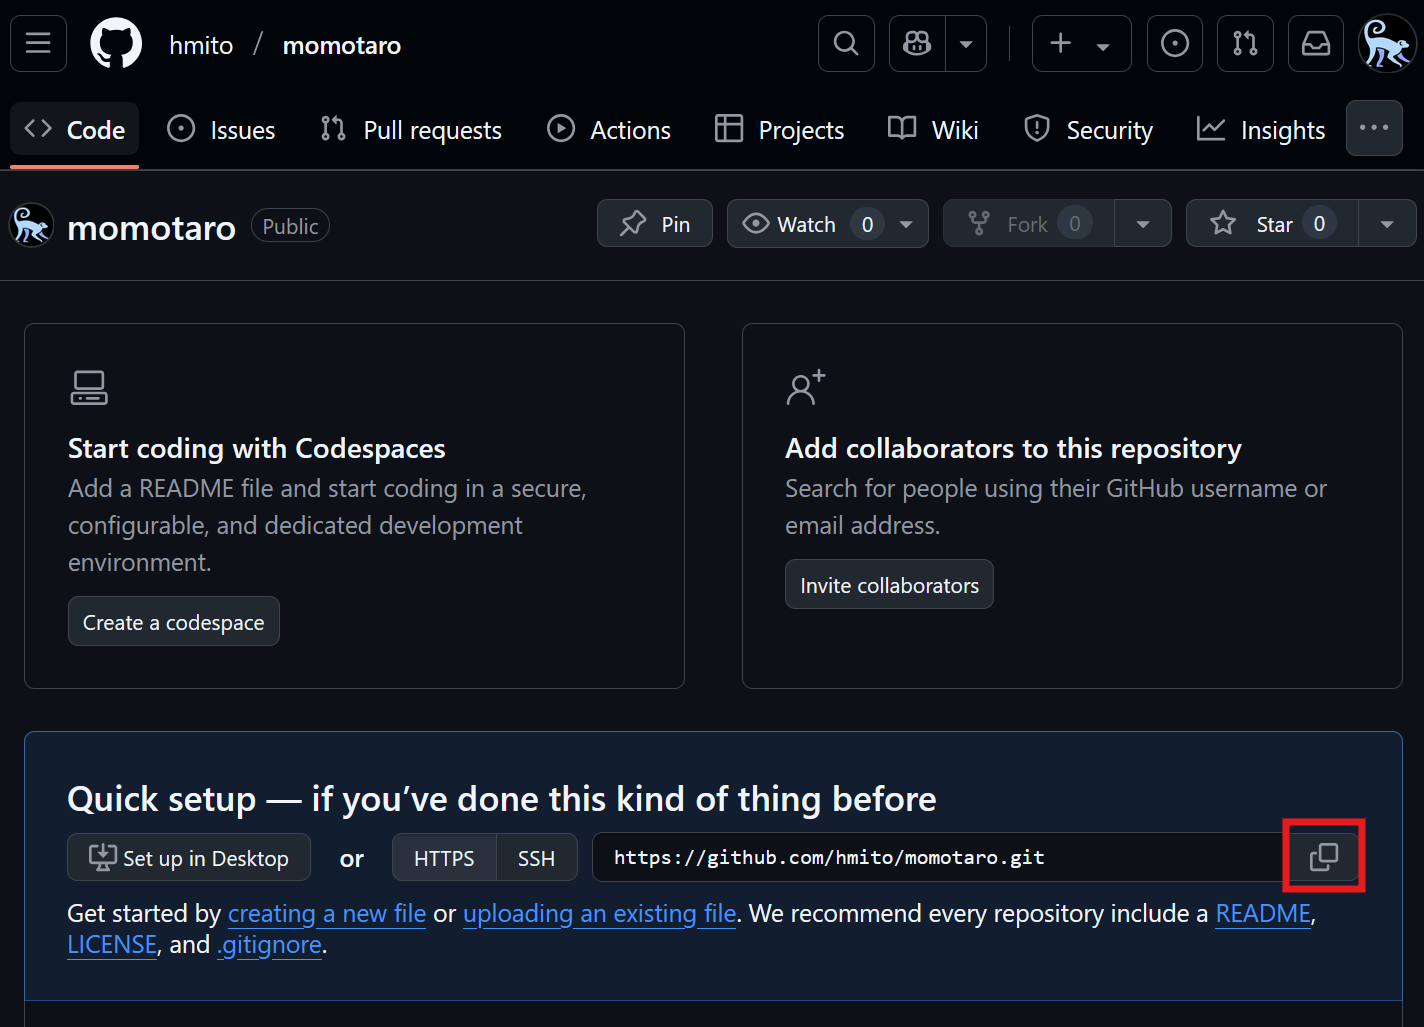 hmito / momotaro
Code Issues Pull requests Actions Projects Wiki Security Insights
momotaro Public Pin Watch 0 Fork 0 Star 0
Start coding with Codespaces
Add a README file and start coding in a secure,
configurable, and dedicated development
environment.
Create a codespace
Add collaborators to this repository
Search for people using their GitHub username or
email address.
Invite collaborators
Quick setup — if you’ve done this kind of thing before
Set up in Desktop or HTTPS SSH https://github.com/hmito/momotaro.git
Get started by creating a new file or uploading an existing file. We recommend every repository include a README,
LICENSE, and .gitignore.